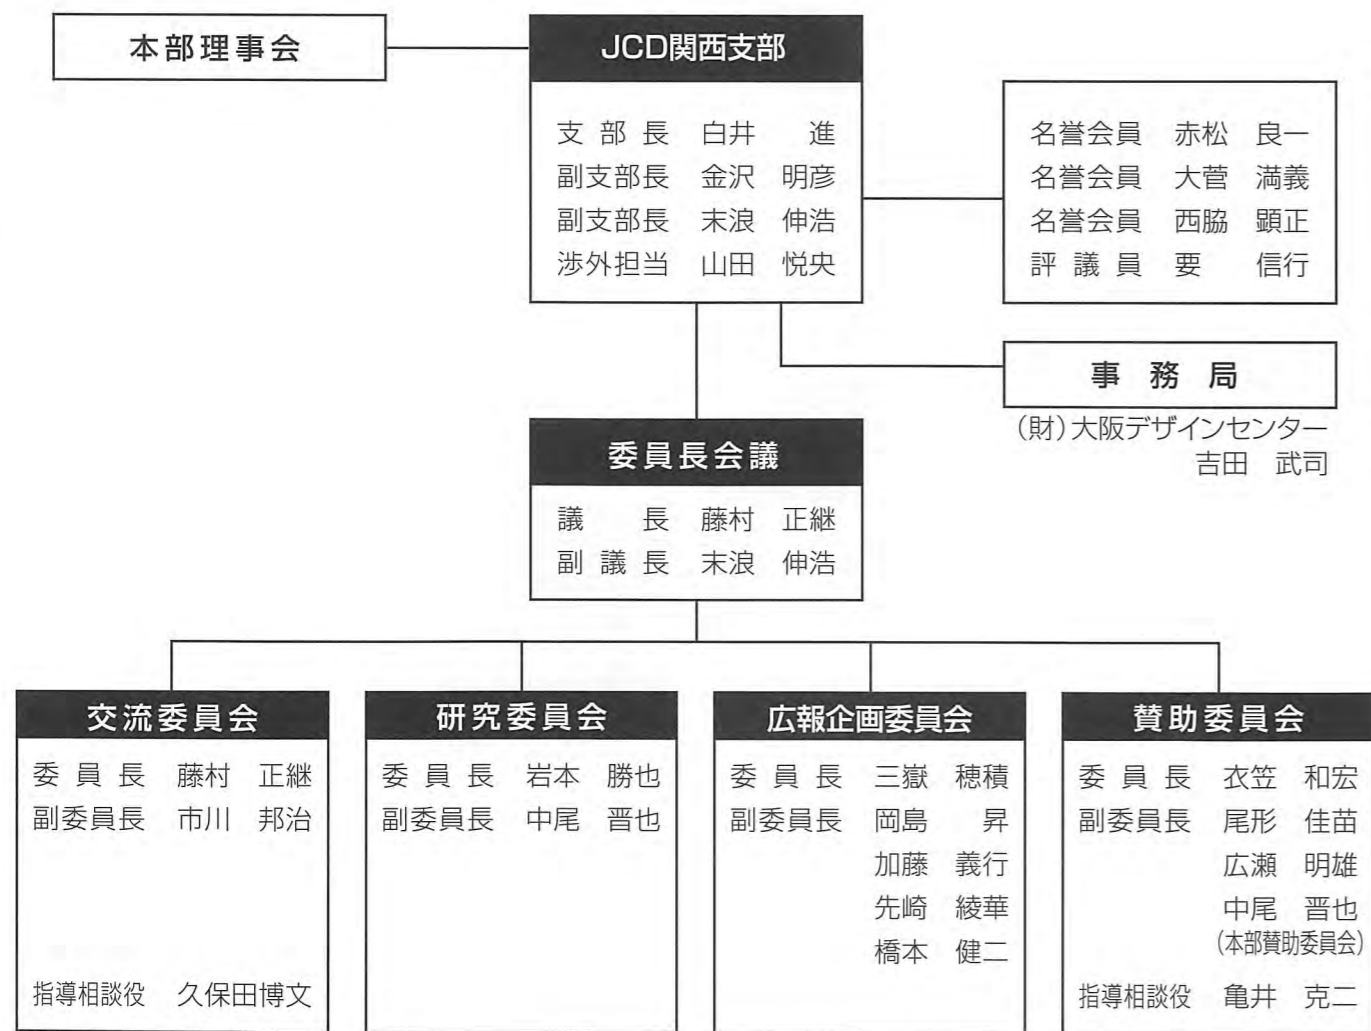 本部理事会
JCD関西支部
支部長 白井 進
副支部長 金沢 明彦
副支部長 末浪 伸浩
渉外担当 山田 悦央
名誉会員 赤松 良一
名誉会員 大菅 満義
名誉会員 西脇 顕正
評議員 要 信行
事務局
(財)大阪デザインセンター
吉田 武司
委員長会議
議長 藤村 正継
副議長 末浪 伸浩
交流委員会
委員長 藤村 正継
副委員長 市川 邦治
指導相談役 久保田博文
研究委員会
委員長 岩本 勝也
副委員長 中尾 晋也
広報企画委員会
委員長 三嶽 穂積
副委員長 岡島 昇
加藤 義行
先崎 綾華
橋本 健二
賛助委員会
委員長 衣笠 和宏
副委員長 尾形 佳苗
広瀬 明雄
中尾 晋也
(本部賛助委員会)
指導相談役 亀井 克二